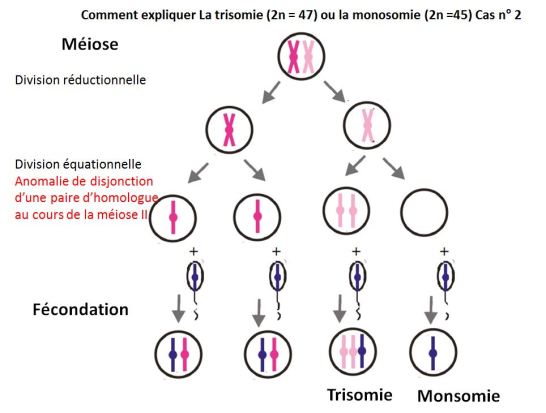 Comment expliquer La trisomie (2n = 47) ou la monosomie (2n =45) Cas n° 2
Méiose
Division réductionnelle
Division équationnelle
Anomalie de disjonction
d'une paire d'homologue
au cours de la méiose II
+ + + +
Fécondation
Trisomie Monsomie